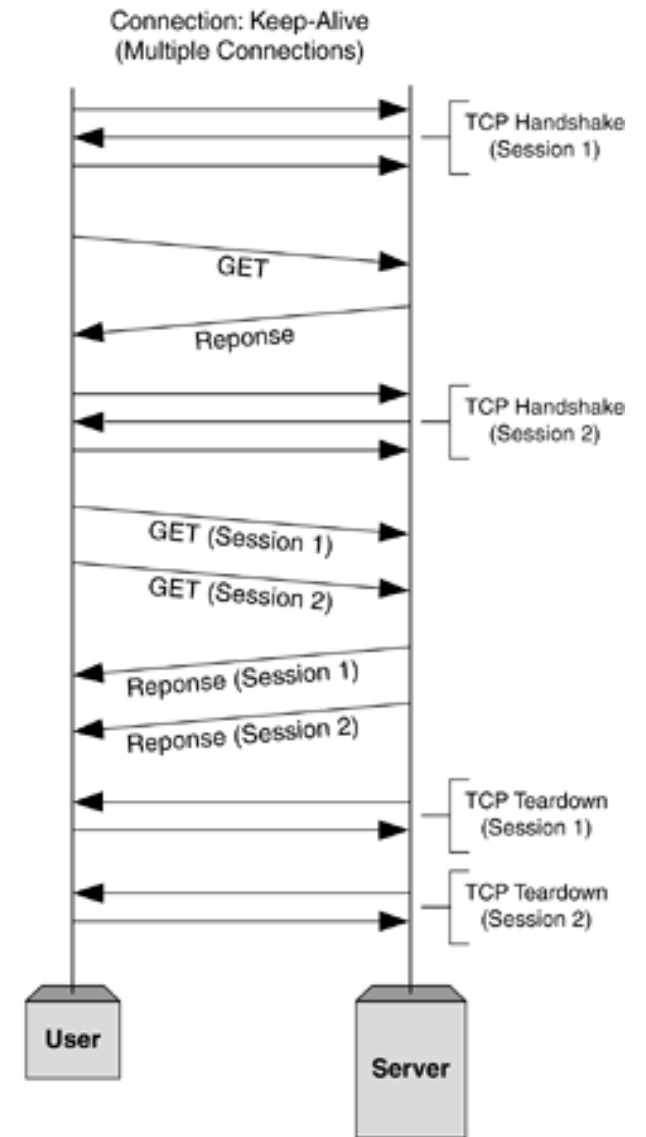 Connection: Keep-Alive
(Multiple Connections)
TCP Handshake
(Session 1)
GET
Reponse
TCP Handshake
(Session 2)
GET (Session 1)
GET (Session 2)
Reponse (Session 1)
Reponse (Session 2)
TCP Teardown
(Session 1)
TCP Teardown
(Session 2)
User
Server